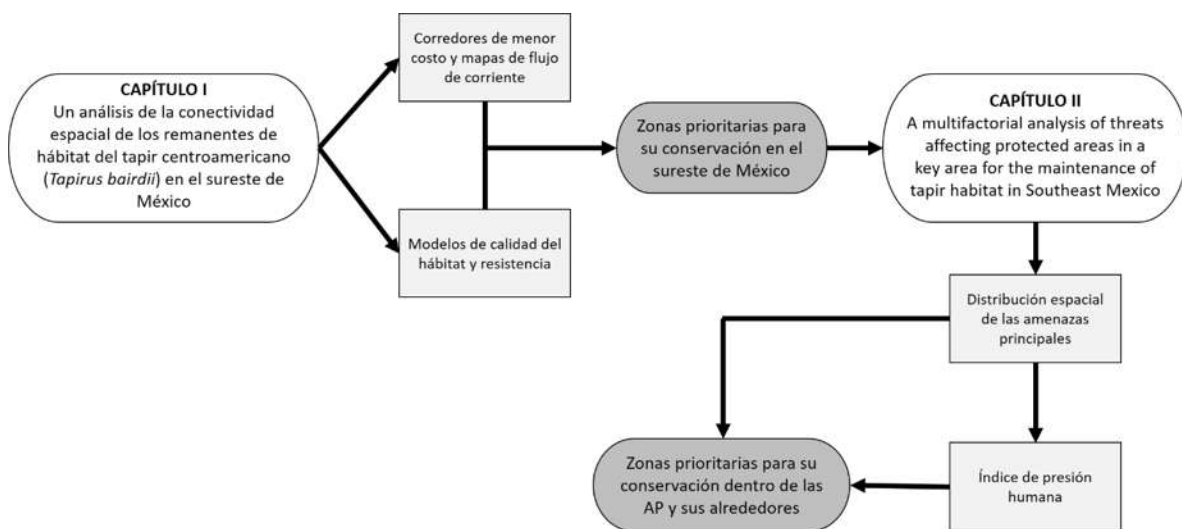 CAPÍTULO I
Un análisis de la conectividad
espacial de los remanentes de
hábitat del tapir centroamericano
(Tapirus bairdii) en el sureste de
México
Corredores de menor
costo y mapas de flujo
de corriente
Modelos de calidad del
hábitat y resistencia
Zonas prioritarias para
su conservación en el
sureste de México
CAPÍTULO II
A multifactorial analysis of threats
affecting protected areas in a
key area for the maintenance of
tapir habitat in Southeast Mexico
Distribución espacial
de las amenazas
principales
Índice de presión
humana
Zonas prioritarias para su
conservación dentro de las
AP y sus alrededores